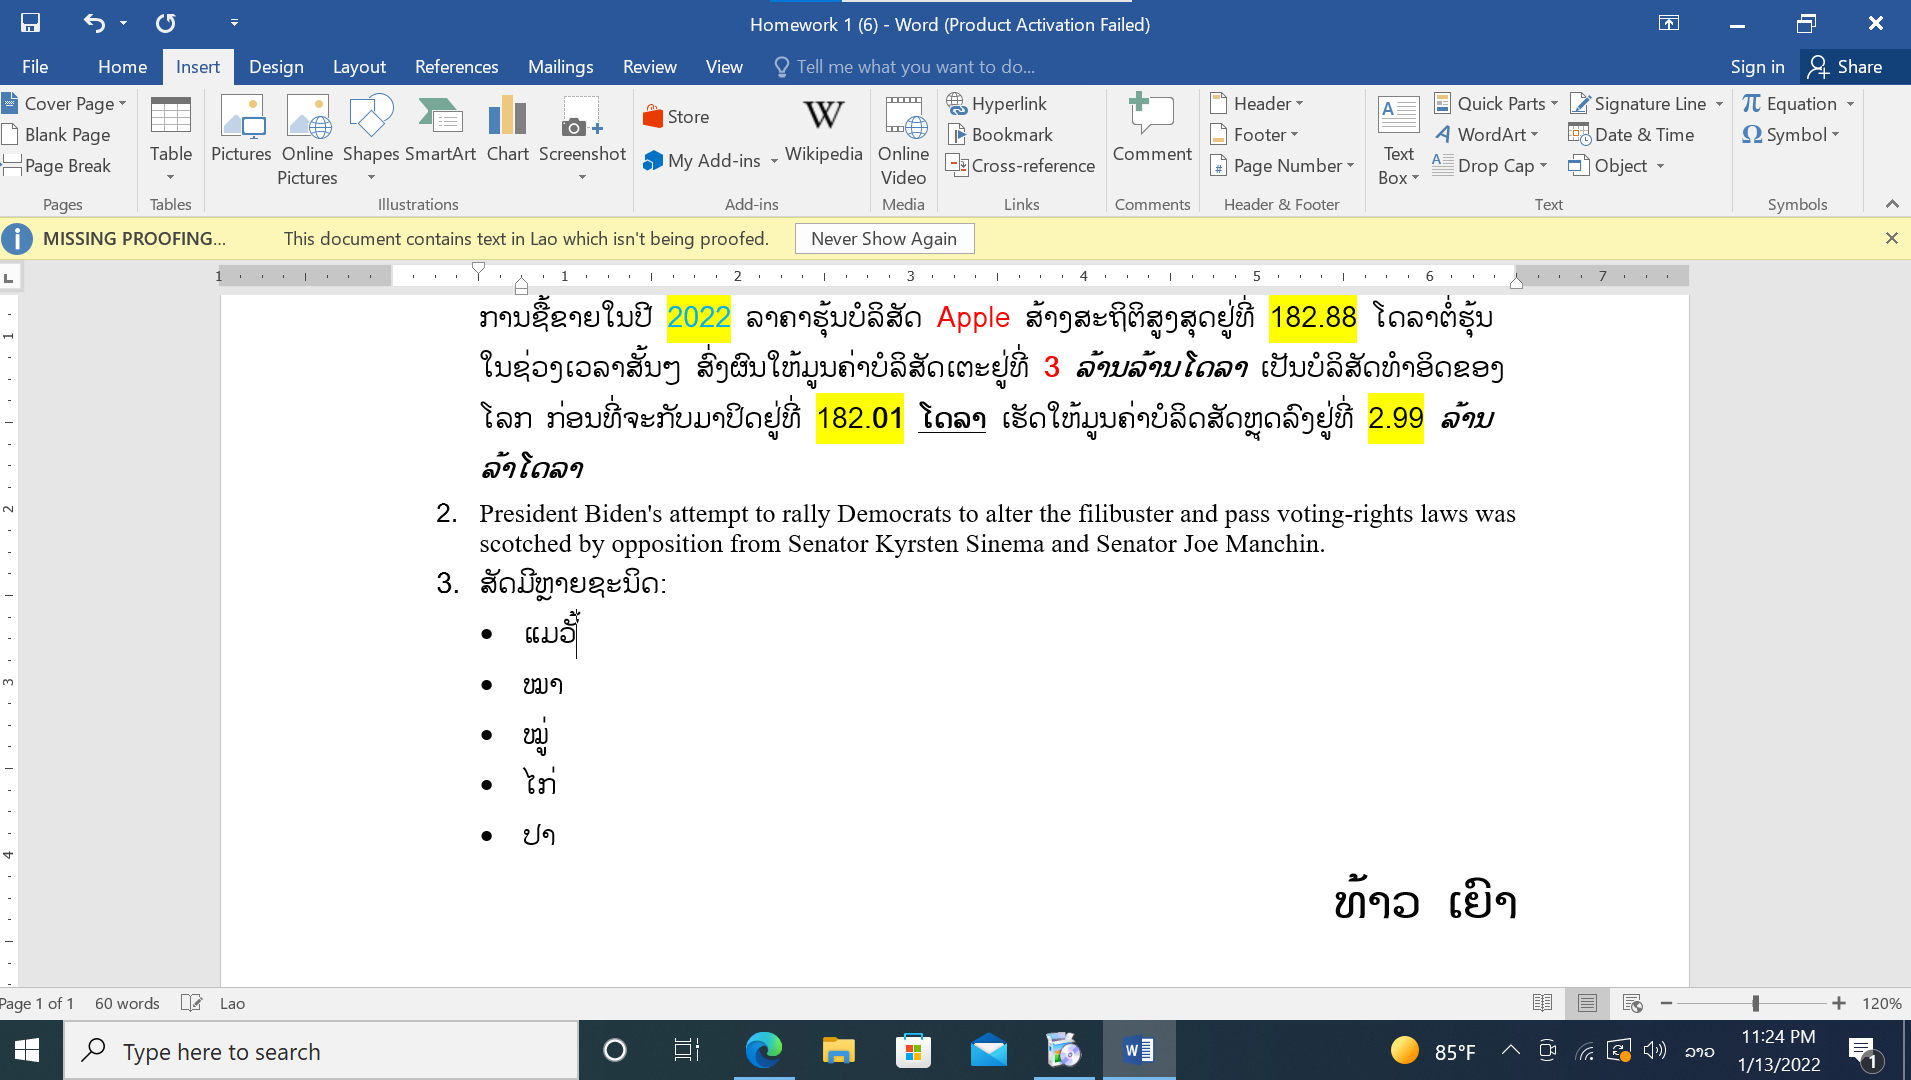 Homework 1 (6) - Word (Product Activation Failed)
File Home Insert Design Layout References Mailings Review View Tell me what you want to do... Sign in Share
Cover Page
Blank Page
Page Break
Pages
Table
Tables
Pictures
Online Pictures
Shapes
SmartArt
Chart
Screenshot
Illustrations
Store
My Add-ins
Wikipedia
Add-ins
Online Video
Media
Hyperlink
Bookmark
Cross-reference
Links
Comment
Comments
Header
Footer
Page Number
Header & Footer
Text Box
Quick Parts
WordArt
Drop Cap
Signature Line
Date & Time
Object
Text
Equation
Symbol
Symbols
MISSING PROOFING... This document contains text in Lao which isn't being proofed. Never Show Again
1 1 2 3 4 5 6 7
ການຊື້ຂາຍໃນປີ 2022 ລາຄາຮຸ້ນບໍລິສັດ Apple ສ້າງສະຖິຕິສູງສຸດຢູ່ທີ່ 182.88 ໂດລາຕໍ່ຮຸ້ນ
ໃນຊ່ວງເວລາສັ້ນໆ ສົ່ງຜົນໃຫ້ມູນຄ່າບໍລິສັດເຕະຢູ່ທີ່ 3 ລ້ານລ້ານໂດລາ ເປັນບໍລິສັດທໍາອິດຂອງ
ໂລກ ກ່ອນທີ່ຈະກັບມາປິດຢູ່ທີ່ 182.01 ໂດລາ ເຮັດໃຫ້ມູນຄ່າບໍລິດສັດຫຼຸດລົງຢູ່ທີ່ 2.99 ລ້ານ
ລ້າໂດລາ
2. President Biden's attempt to rally Democrats to alter the filibuster and pass voting-rights laws was
scotched by opposition from Senator Kyrsten Sinema and Senator Joe Manchin.
3. ສັດມີຫຼາຍຊະນິດ:
• ໝາ
• ໝູ່
• ໄກ່
• ປາ
ທ້າວ ເຍົາ
1
2
3
4
Page 1 of 1 60 words Lao 120%
Type here to search
85°F
ລາວ
11:24 PM
1/13/2022
1